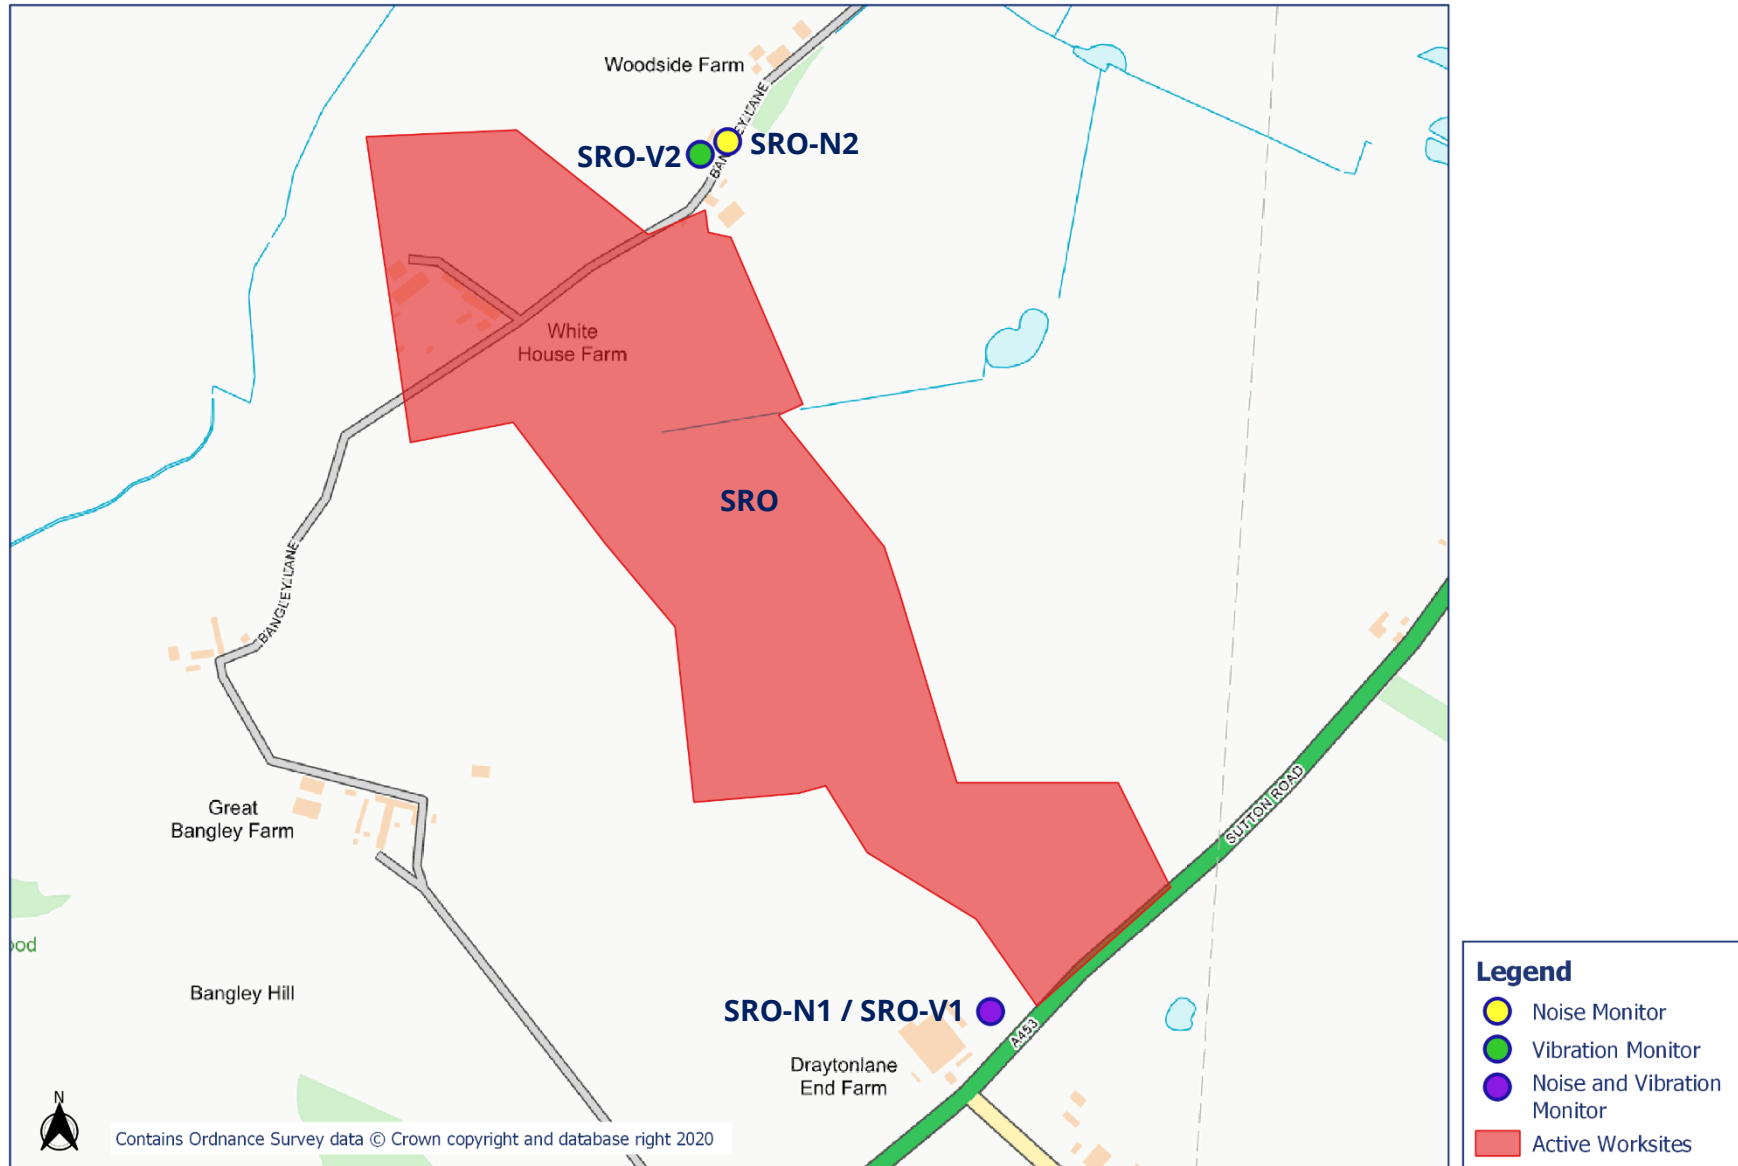 Woodside Farm
BANGLEY LANE
SRO-V2
SRO-N2
White
House Farm
SRO
BANGLEY LANE
Great
Bangley Farm
SUTTON ROAD
ood
Bangley Hill
SRO-N1 / SRO-V1
A453
Draytonlane
End Farm
N
Contains Ordnance Survey data © Crown copyright and database right 2020
Legend
Noise Monitor
Vibration Monitor
Noise and Vibration
Monitor
Active Worksites